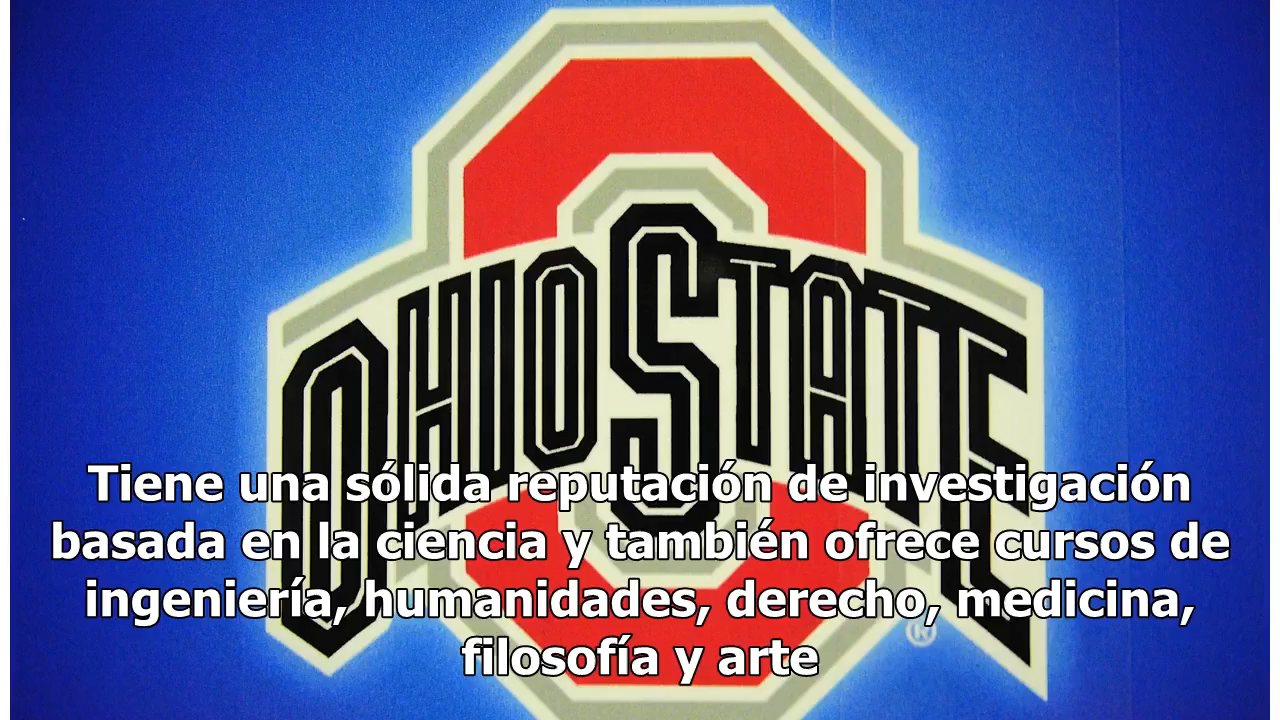 OHIO STATE
®
Tiene una sólida reputación de investigación
basada en la ciencia y también ofrece cursos de
ingeniería, humanidades, derecho, medicina,
filosofía y arte